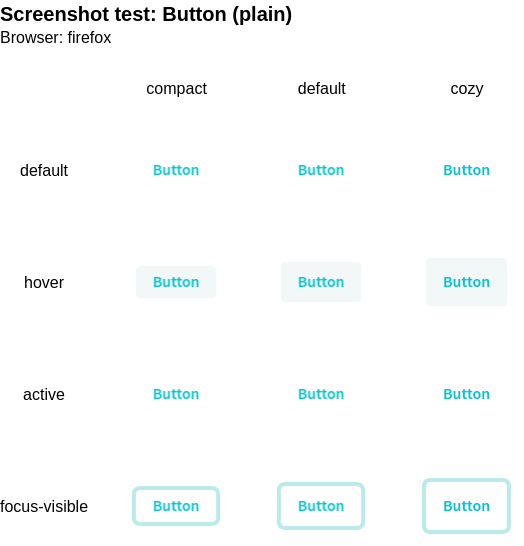 Screenshot test: Button (plain)
Browser: firefox
compact default cozy
default Button Button Button
hover Button Button Button
active Button Button Button
focus-visible Button Button Button